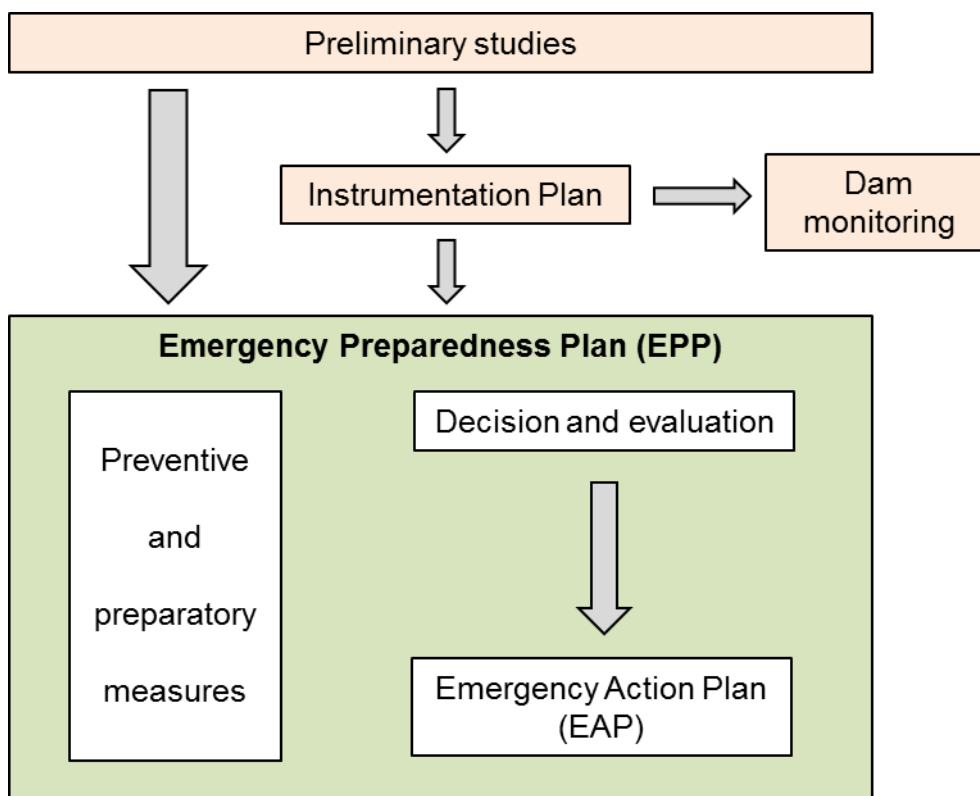 Preliminary studies
Instrumentation Plan
Dam
monitoring
Emergency Preparedness Plan (EPP)
Preventive
and
preparatory
measures
Decision and evaluation
Emergency Action Plan
(EAP)